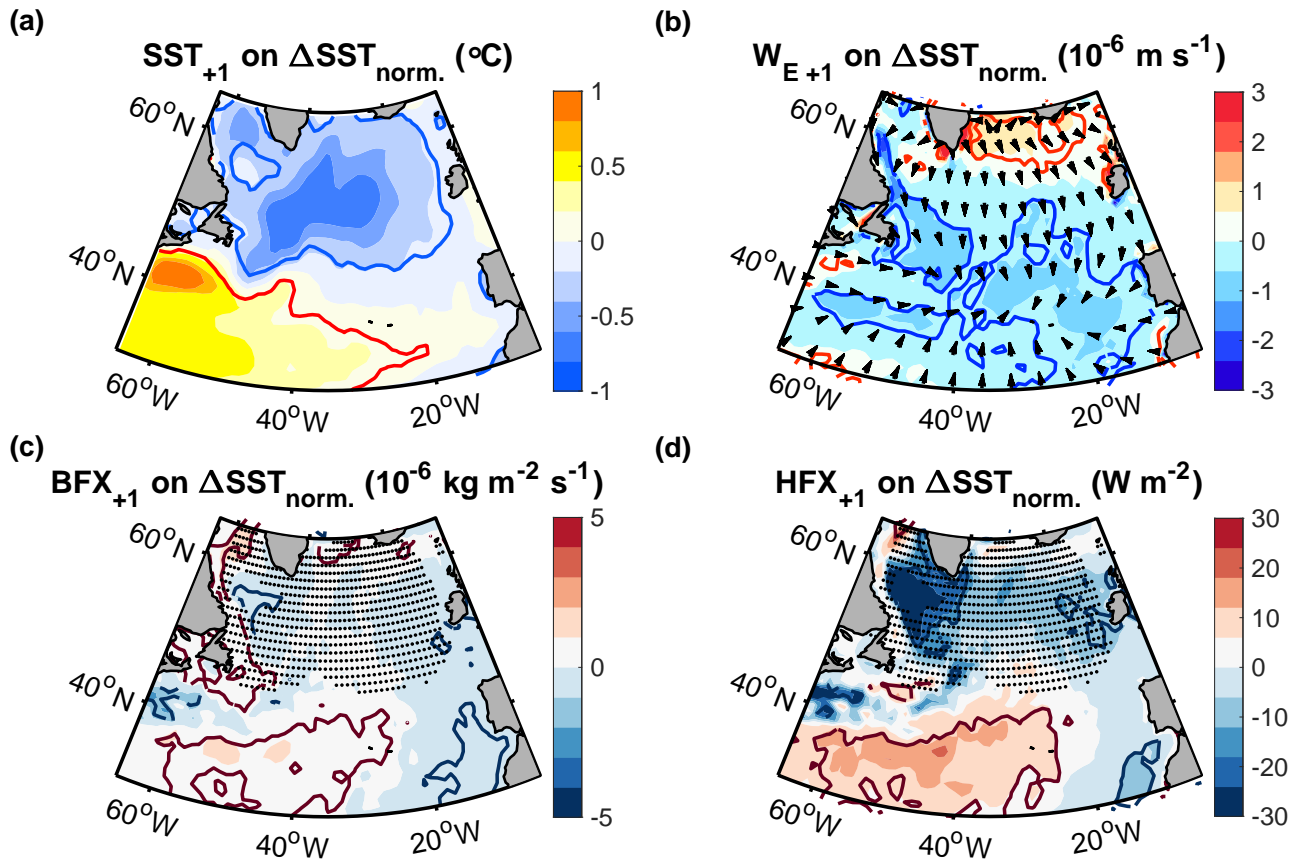 (a)
SST+1 on ΔSSTnorm. (°C)
60°N
40°N
60°W
40°W
20°W
1
0.5
0
-0.5
-1
(b)
WE +1 on ΔSSTnorm. (10-6 m s-1)
60°N
40°N
60°W
40°W
20°W
3
2
1
0
-1
-2
-3
(c)
BFX+1 on ΔSSTnorm. (10-6 kg m-2 s-1)
60°N
40°N
60°W
40°W
20°W
5
0
-5
(d)
HFX+1 on ΔSSTnorm. (W m-2)
60°N
40°N
60°W
40°W
20°W
30
20
10
0
-10
-20
-30